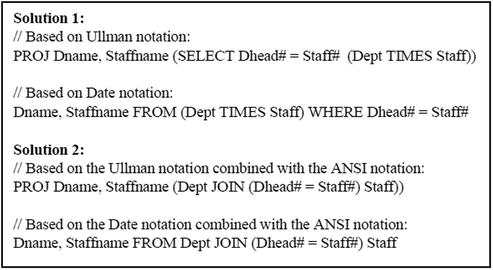 Solution 1:
// Based on Ullman notation:
PROJ Dname, Staffname (SELECT Dhead# = Staff#  (Dept TIMES Staff))
// Based on Date notation:
Dname, Staffname FROM (Dept TIMES Staff) WHERE Dhead# = Staff#
Solution 2:
// Based on the Ullman notation combined with the ANSI notation:
PROJ Dname, Staffname (Dept JOIN (Dhead# = Staff#) Staff))
// Based on the Date notation combined with the ANSI notation:
Dname, Staffname FROM Dept JOIN (Dhead# = Staff#) Staff